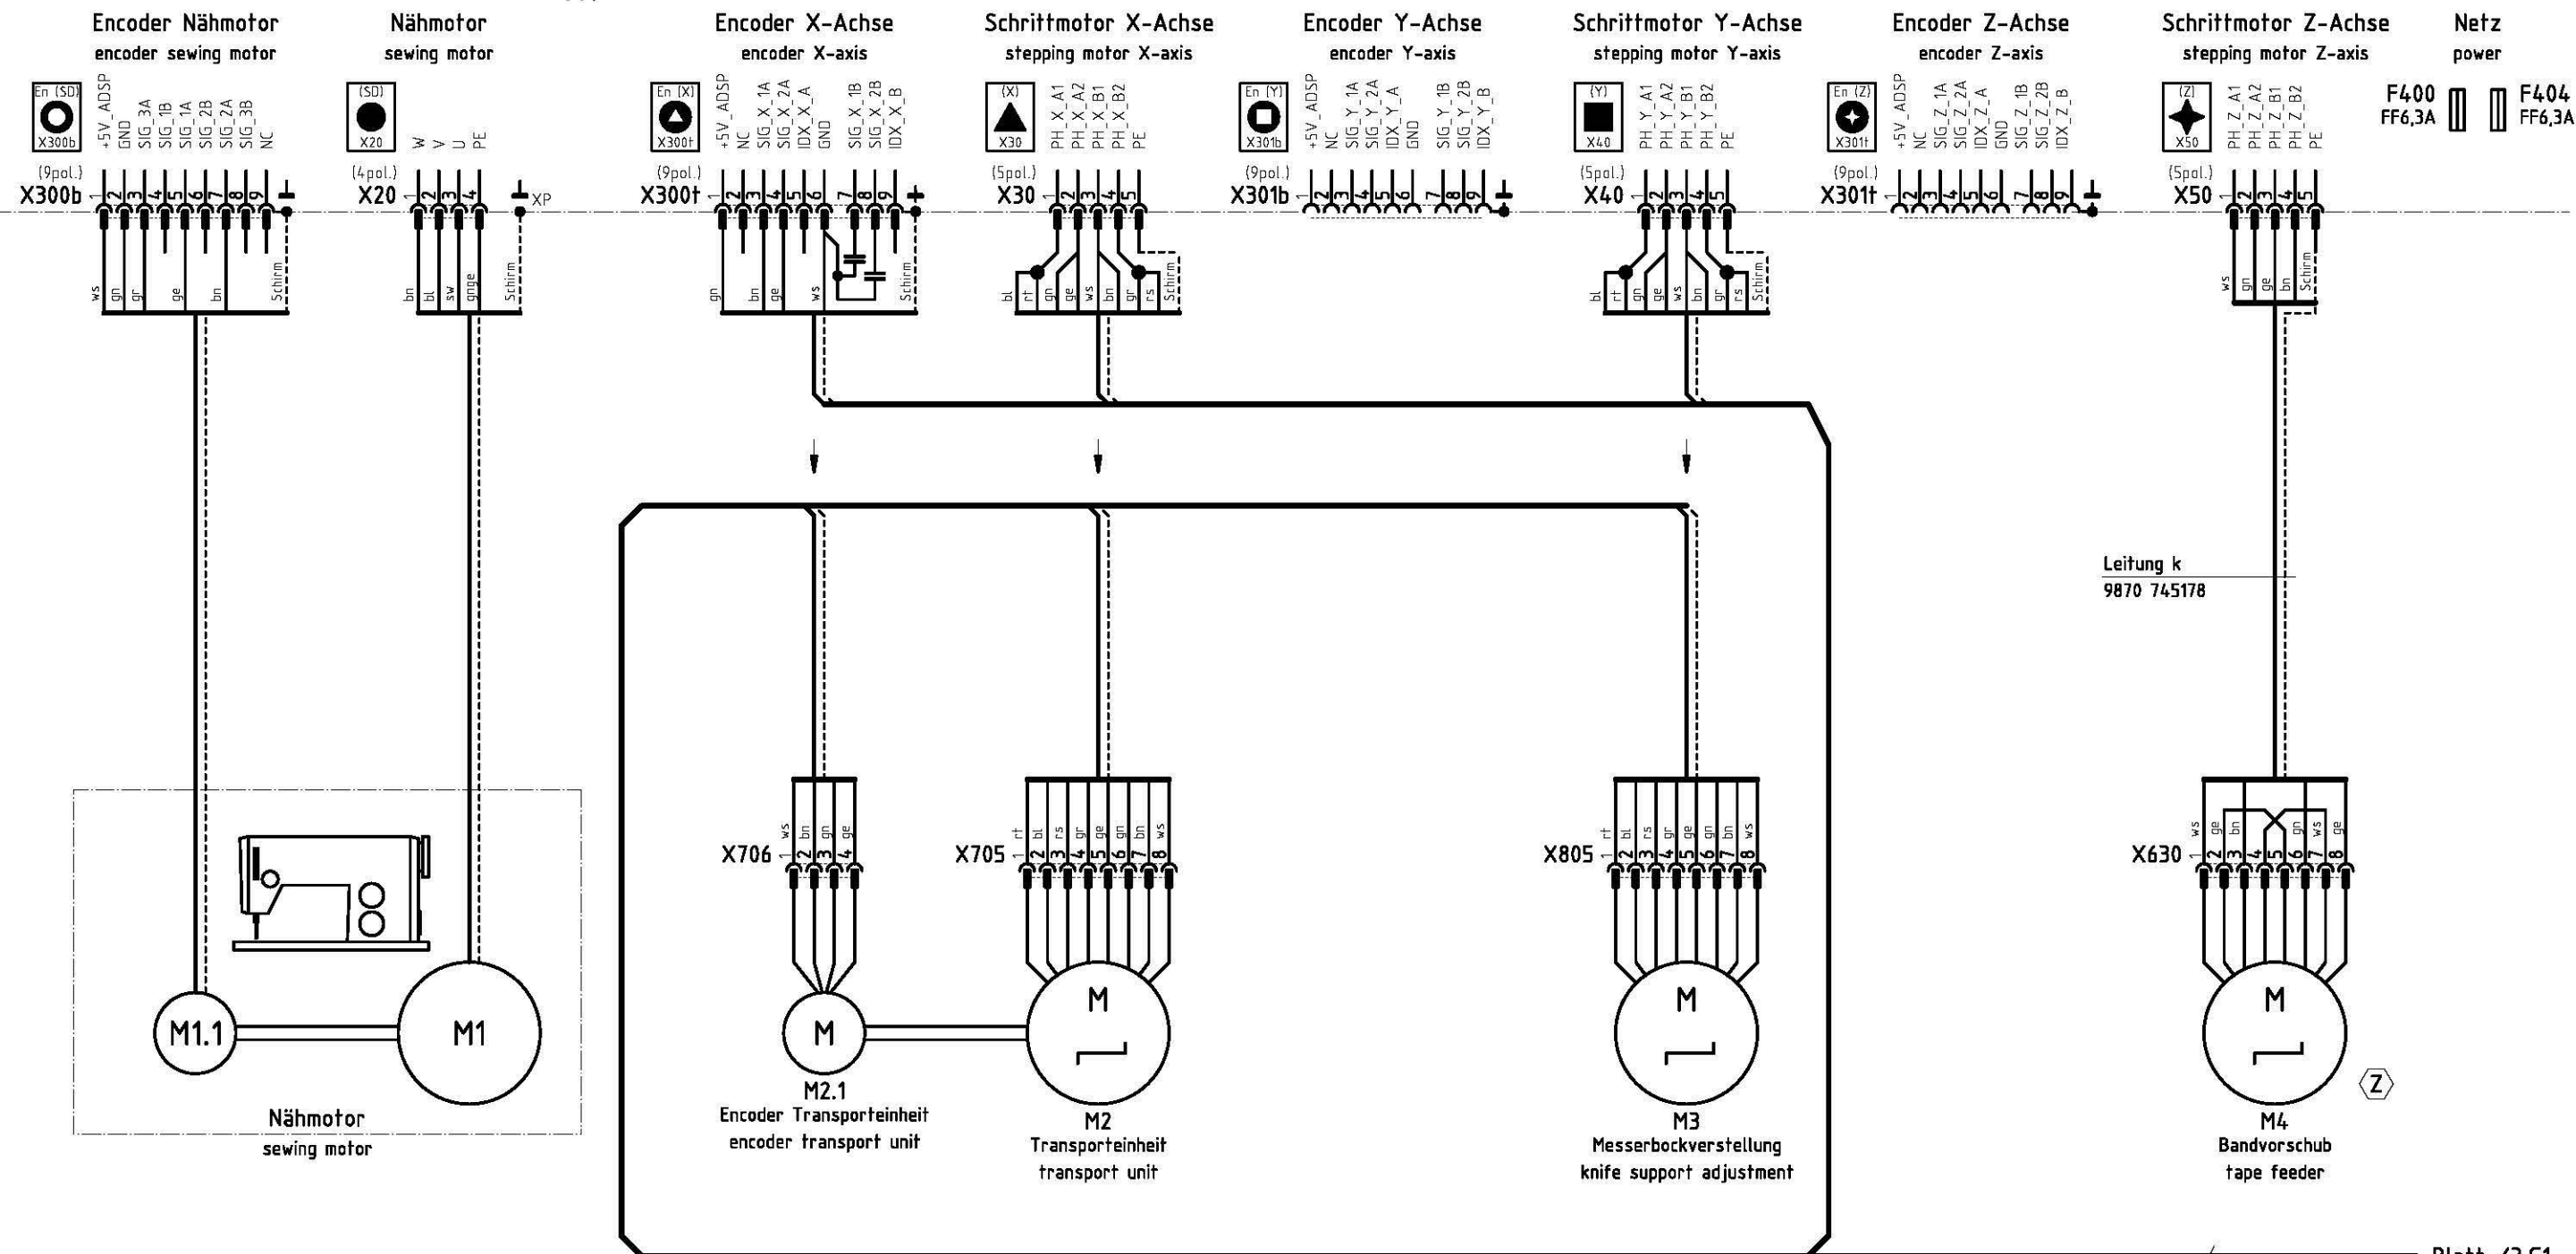 Encoder Nähmotor
encoder sewing motor
Nähmotor
sewing motor
Encoder X-Achse
encoder X-axis
Schrittmotor X-Achse
stepping motor X-axis
Encoder Y-Achse
encoder Y-axis
Schrittmotor Y-Achse
stepping motor Y-axis
Encoder Z-Achse
encoder Z-axis
Schrittmotor Z-Achse
stepping motor Z-axis
Netz
power
En (SD)
X300b
+5V_ADSP
GND
SIG_3A
SIG_1B
SIG_1A
SIG_2B
SIG_2A
SIG_3B
NC
(SD)
X20
W
V
U
PE
En (X)
X300t
+5V_ADSP
NC
SIG_X_1A
SIG_X_2A
IDX_X_A
GND
SIG_X_1B
SIG_X_2B
IDX_X_B
(X)
X30
PH_X_A1
PH_X_A2
PH_X_B1
PH_X_B2
PE
En (Y)
X301b
+5V_ADSP
NC
SIG_Y_1A
SIG_Y_2A
IDX_Y_A
GND
SIG_Y_1B
SIG_Y_2B
IDX_Y_B
(Y)
X40
PH_Y_A1
PH_Y_A2
PH_Y_B1
PH_Y_B2
PE
En (Z)
X301t
+5V_ADSP
NC
SIG_Z_1A
SIG_Z_2A
IDX_Z_A
GND
SIG_Z_1B
SIG_Z_2B
IDX_Z_B
(Z)
X50
PH_Z_A1
PH_Z_A2
PH_Z_B1
PH_Z_B2
PE
F400
FF6,3A
F404
FF6,3A
(9pol.)
X300b 1 2 3 4 5 6 7 8 9
(4pol.)
X20 1 2 3 4
XP
(9pol.)
X300t 1 2 3 4 5 6 7 8 9
(5pol.)
X30 1 2 3 4 5
(9pol.)
X301b 1 2 3 4 5 6 7 8 9
(5pol.)
X40 1 2 3 4 5
(9pol.)
X301t 1 2 3 4 5 6 7 8 9
(5pol.)
X50 1 2 3 4 5
ws gn gr ge bn Schirm
bn bl sw gnge Schirm
gn bn ge ws Schirm
bl rt gn ge ws bn gr rs Schirm
bl rt gn ge ws bn gr rs Schirm
ws gn ge bn Schirm
Leitung k
9870 745178
ws bn gn ge
X706 1 2 3 4
rt bl rs gr ge gn bn ws
X705 1 2 3 4 5 6 7 8
rt bl rs gr ge gn bn ws
X805 1 2 3 4 5 6 7 8
ws ge bn gn ws ge
X630 1 2 3 4 5 6 7 8
M1.1
M1
Nähmotor
sewing motor
M
M2.1
Encoder Transporteinheit
encoder transport unit
M
M2
Transporteinheit
transport unit
M
M3
Messerbockverstellung
knife support adjustment
M
M4
Bandvorschub
tape feeder
Z